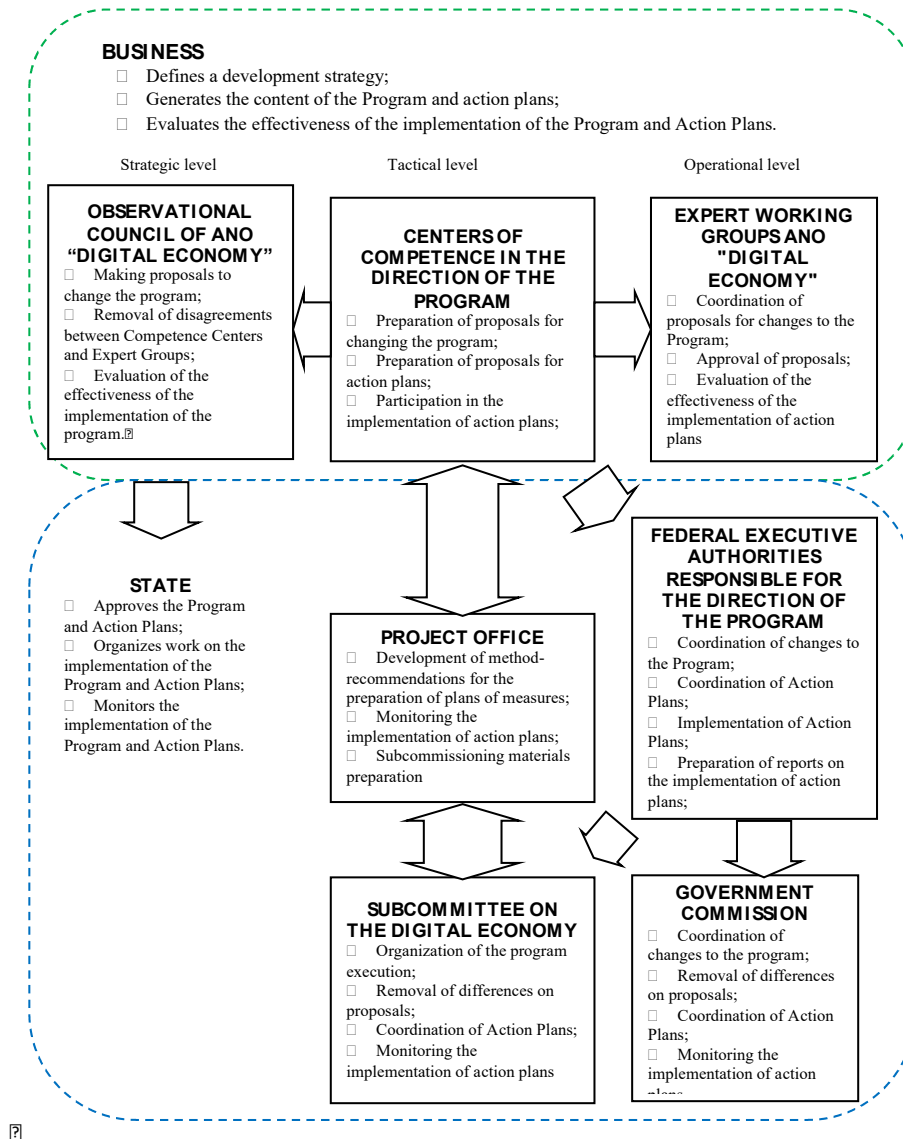 BUSINESS
□ Defines a development strategy;
□ Generates the content of the Program and action plans;
□ Evaluates the effectiveness of the implementation of the Program and Action Plans.
Strategic level
Tactical level
Operational level
OBSERVATIONAL
COUNCIL OF ANO
“DIGITAL ECONOMY”
□ Making proposals to
change the program;
□ Removal of disagreements
between Competence Centers
and Expert Groups;
□ Evaluation of the
effectiveness of the
implementation of the
program.
CENTERS OF
COMPETENCE IN THE
DIRECTION OF THE
PROGRAM
□ Preparation of proposals for
changing the program;
□ Preparation of proposals for
action plans;
□ Participation in the
implementation of action plans;
EXPERT WORKING
GROUPS ANO
"DIGITAL
ECONOMY"
□ Coordination of
proposals for changes to the
Program;
□ Approval of proposals;
□ Evaluation of the
effectiveness of the
implementation of action
plans
STATE
□ Approves the Program
and Action Plans;
□ Organizes work on the
implementation of the
Program and Action Plans;
□ Monitors the
implementation of the
Program and Action Plans.
PROJECT OFFICE
□ Development of method-
recommendations for the
preparation of plans of measures;
□ Monitoring the
implementation of action plans;
□ Subcommissioning materials
preparation
FEDERAL EXECUTIVE
AUTHORITIES
RESPONSIBLE FOR
THE DIRECTION OF
THE PROGRAM
□ Coordination of changes to
the Program;
□ Coordination of Action
Plans;
□ Implementation of Action
Plans;
□ Preparation of reports on
the implementation of action
plans;
SUBCOMMITTEE ON
THE DIGITAL ECONOMY
□ Organization of the program
execution;
□ Removal of differences on
proposals;
□ Coordination of Action Plans;
□ Monitoring the
implementation of action plans
GOVERNMENT
COMMISSION
□ Coordination of
changes to the program;
□ Removal of differences
on proposals;
□ Coordination of Action
Plans;
□ Monitoring the
implementation of action